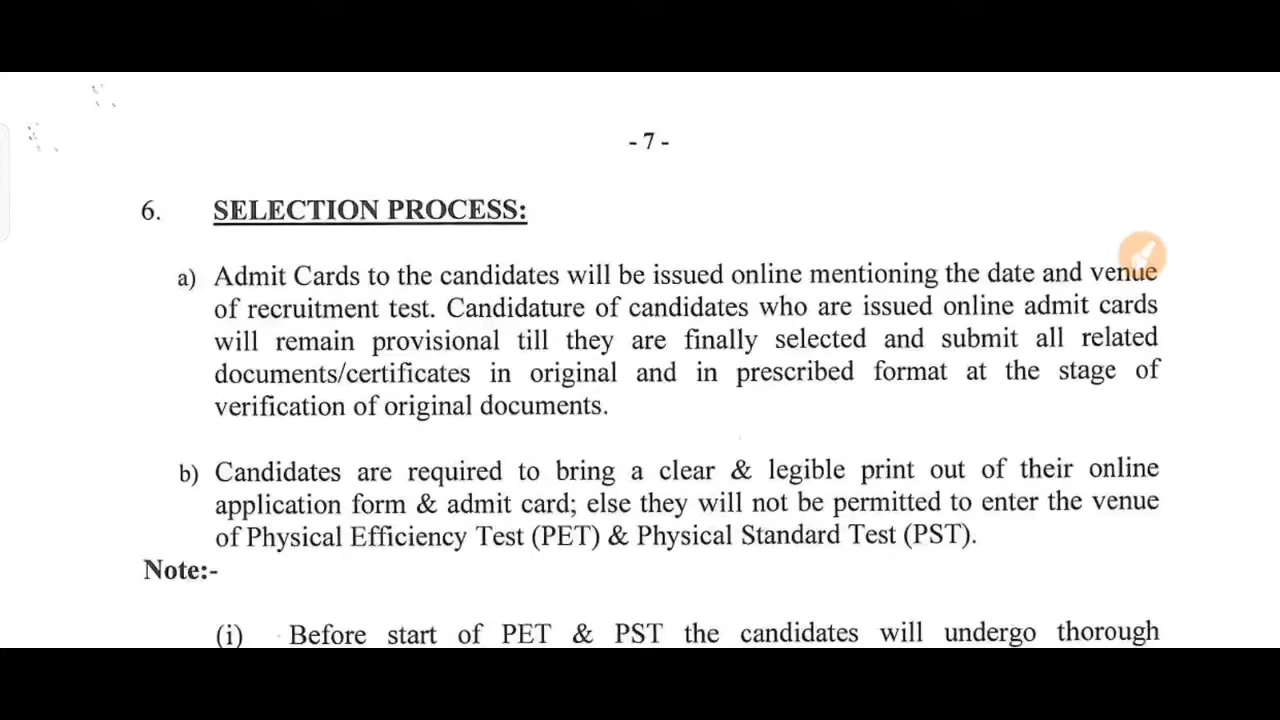 - 7 -
6. SELECTION PROCESS:
a) Admit Cards to the candidates will be issued online mentioning the date and venue
of recruitment test. Candidature of candidates who are issued online admit cards
will remain provisional till they are finally selected and submit all related
documents/certificates in original and in prescribed format at the stage of
verification of original documents.
b) Candidates are required to bring a clear & legible print out of their online
application form & admit card; else they will not be permitted to enter the venue
of Physical Efficiency Test (PET) & Physical Standard Test (PST).
Note:-
(i) Before start of PET & PST the candidates will undergo thorough